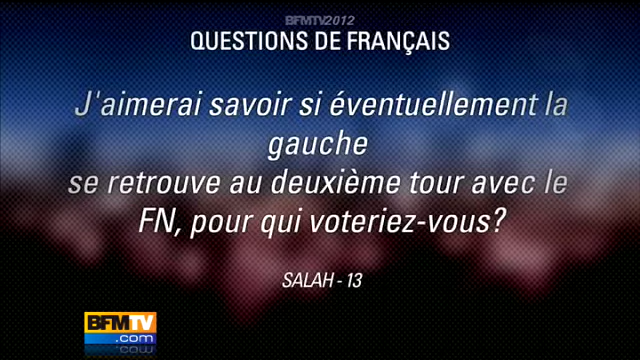 BFMTV2012
QUESTIONS DE FRANÇAIS
J'aimerai savoir si éventuellement la
gauche
se retrouve au deuxième tour avec le
FN, pour qui voteriez-vous?
SALAH - 13
BFMTV
.com